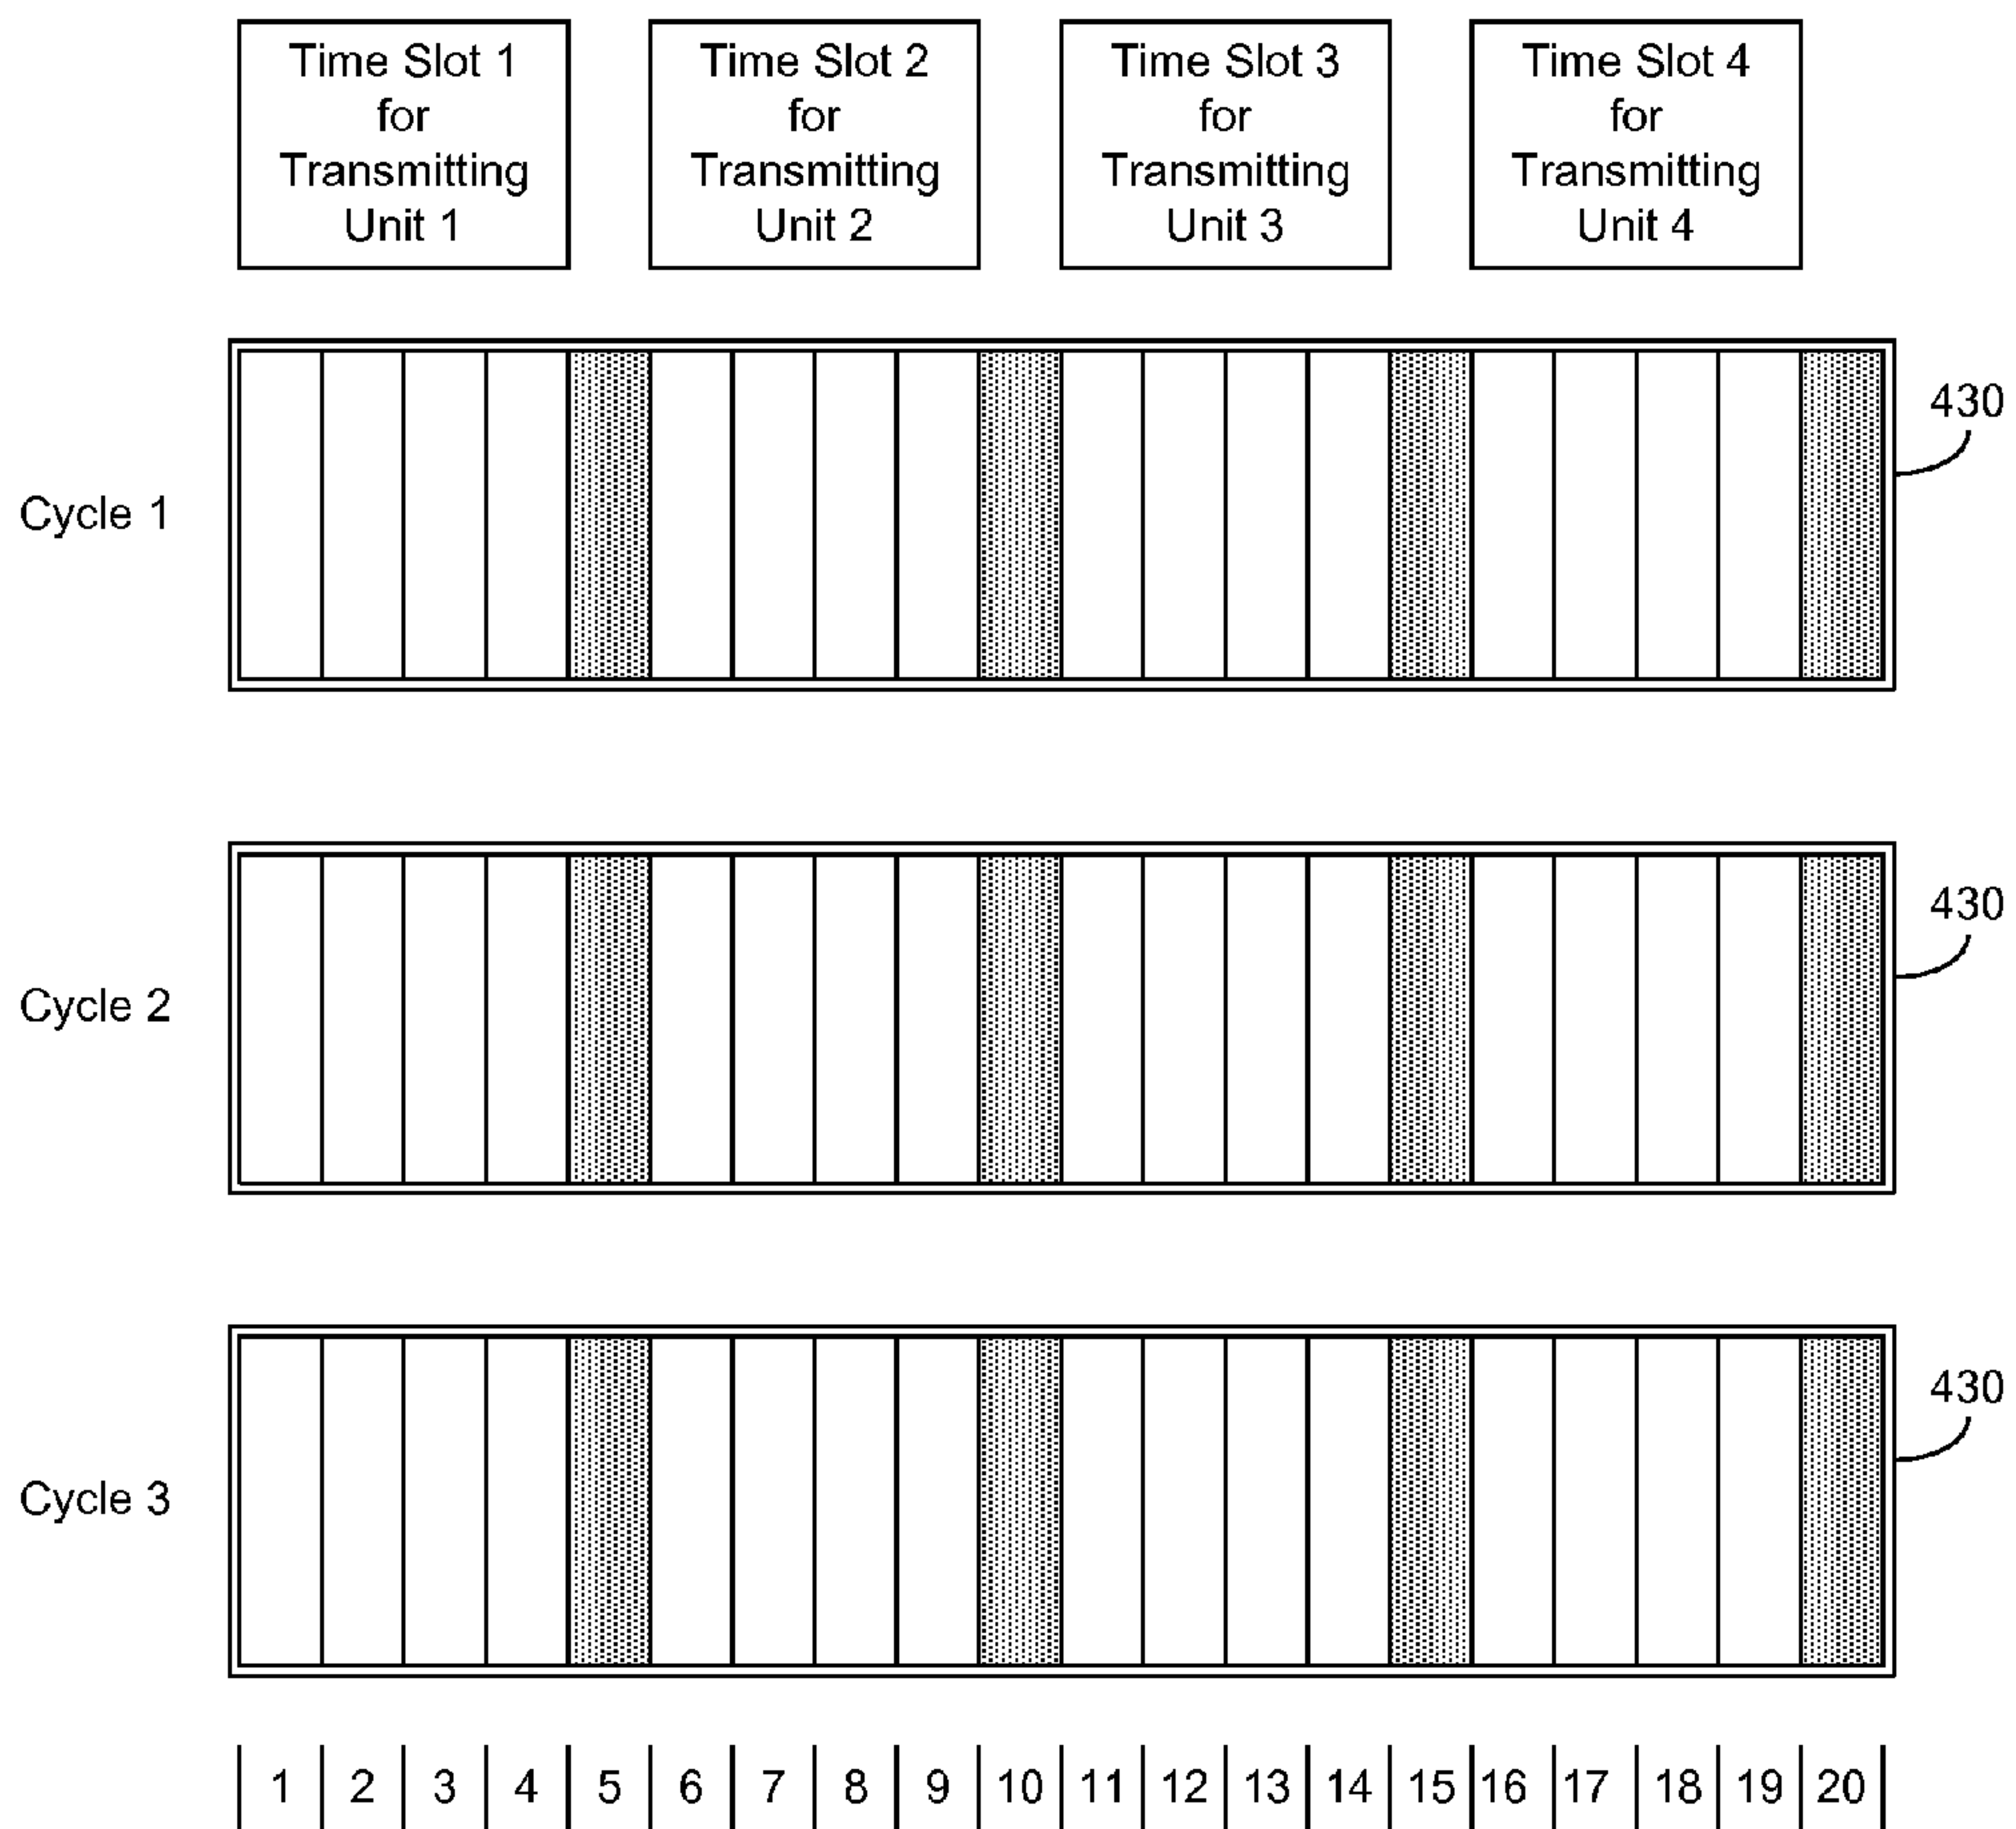 Time Slot 1
for
Transmitting
Unit 1
Time Slot 2
for
Transmitting
Unit 2
Time Slot 3
for
Transmitting
Unit 3
Time Slot 4
for
Transmitting
Unit 4
430
Cycle 1
430
Cycle 2
430
Cycle 3
1 2 3 4 5 6 7 8 9 10 11 12 13 14 15 16 17 18 19 20